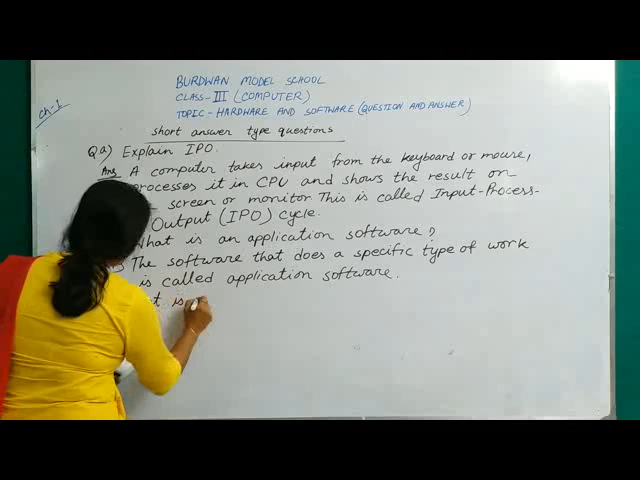 BURDWAN MODEL SCHOOL
CLASS-III (COMPUTER)
Ch-1
TOPIC- HARDWARE AND SOFTWARE (QUESTION AND ANSWER)
short answer type questions
Q.a) Explain IPO.
Ans A computer takes input from the keyboard or mouse,
processes it in CPU and shows the result on
screen or monitor This is called Input-Process-
Output (IPO) cycle.
What is an application software,
The software that does a specific type of work
is called application software.
is